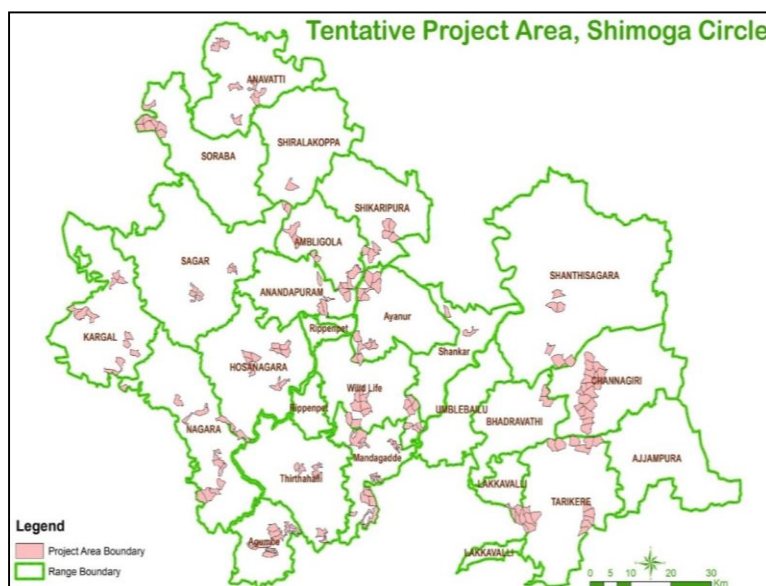 Tentative Project Area, Shimoga Circle
ANAVATTI
SORABA
SHIRALAKOPPA
SHIKARIPURA
AMBLIGOLA
SAGAR
SHANTHISAGARA
ANANDAPURAM
Ayanur
KARGAL
Rippenpet
Shankar
HOSANAGARA
CHANNAGIRI
Wild Life
Rippenpet
UMBLEBAILU
BHADRAVATHI
NAGARA
Mandagadde
AJJAMPURA
Thirthahalli
LAKKAVALLI
TARIKERE
Agumbe
LAKKAVALLI
Legend
Project Area Boundary
Range Boundary
0 5 10 20 30
Km